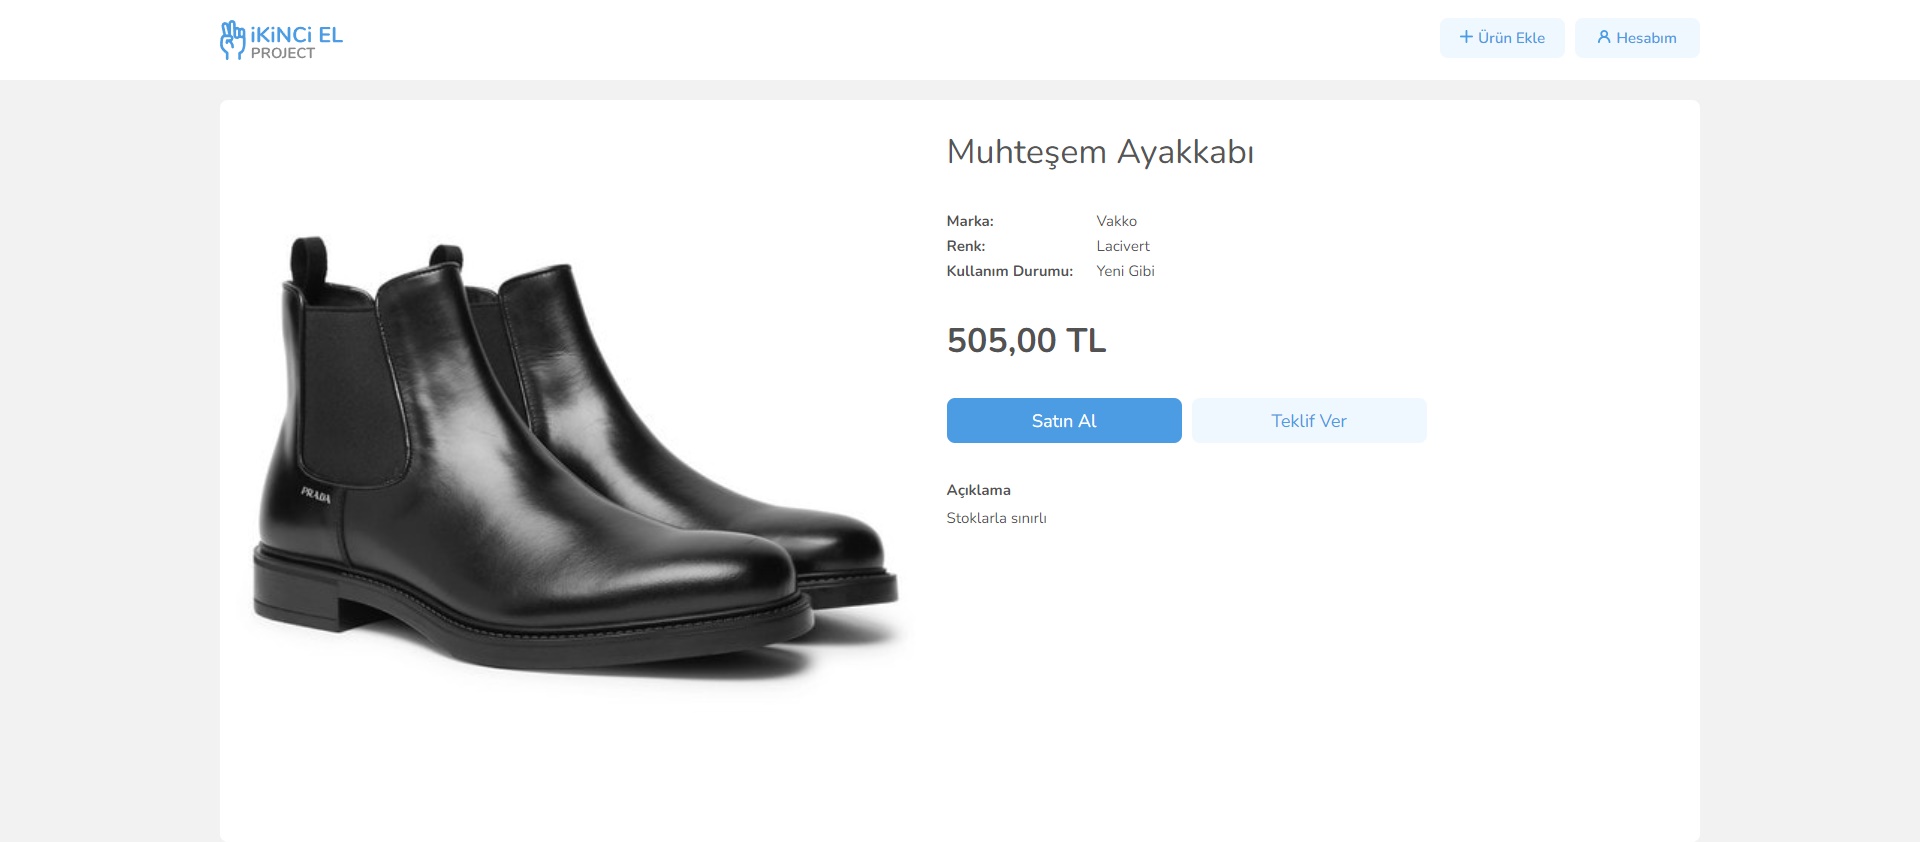 iKiNCi EL
PROJECT
Ürün Ekle
Hesabım
Muhteşem Ayakkabı
Marka: Vakko
Renk: Lacivert
Kullanım Durumu: Yeni Gibi
505,00 TL
Satın Al
Teklif Ver
Açıklama
Stoklarla sınırlı
PRADA